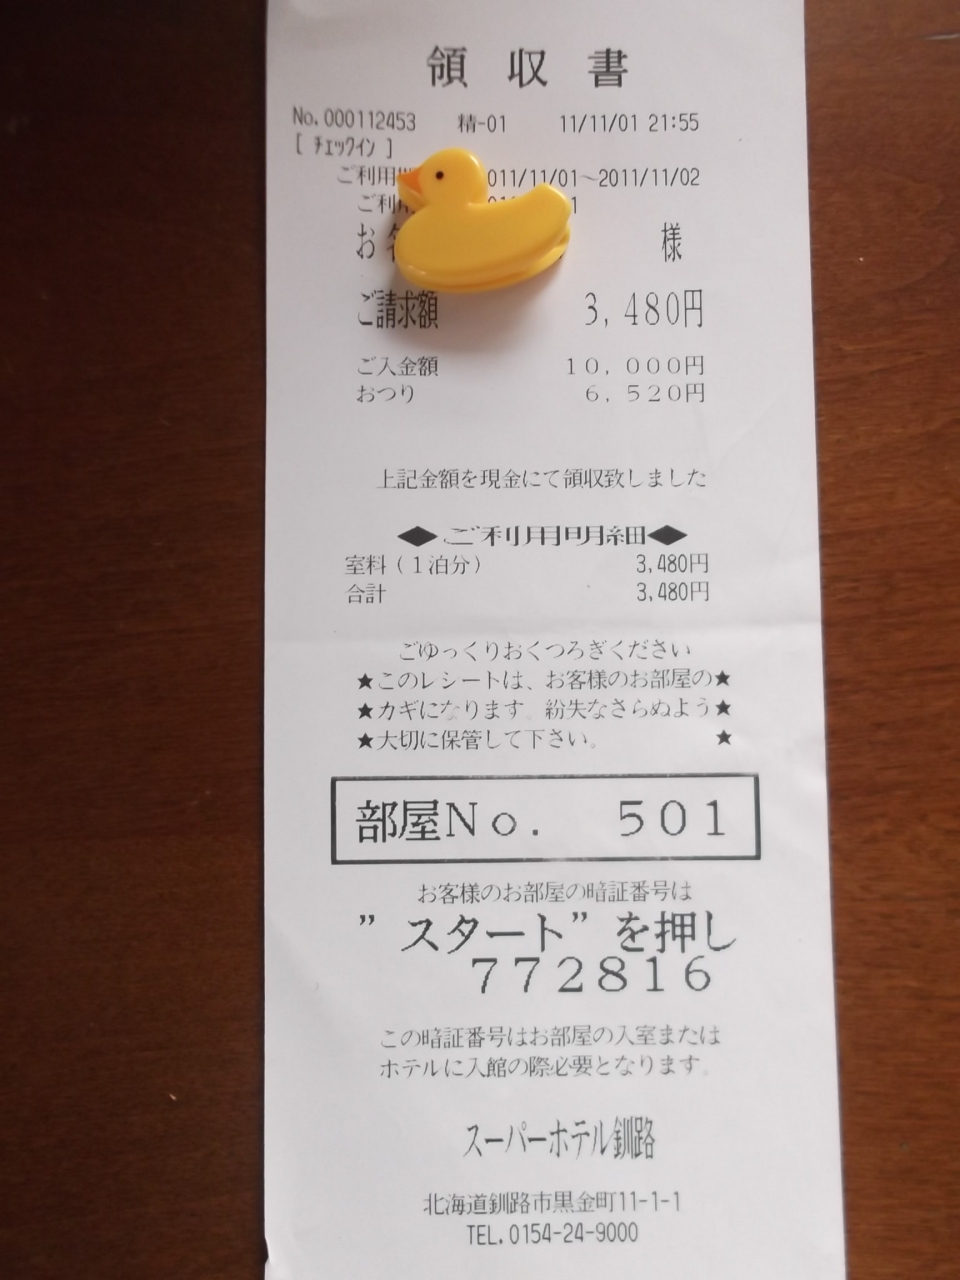 領収書
No.000112453 精-01 11/11/01 21:55
[ チェックイン ]
ご利用 011/11/01～2011/11/02
ご利
お 様
ご請求額 3,480円
ご入金額 10,000円
おつり 6,520円
上記金額を現金にて領収致しました
◆ご利用明細◆
室料(1泊分) 3,480円
合計 3,480円
ごゆっくりおくつろぎください
★このレシートは、お客様のお部屋の★
★カギになります。紛失なさらぬよう★
★大切に保管して下さい。 ★
部屋No. 501
お客様のお部屋の暗証番号は
”スタート”を押し
772816
この暗証番号はお部屋の入室または
ホテルに入館の際必要となります。
スーパーホテル釧路
北海道釧路市黒金町11-1-1
TEL.0154-24-9000